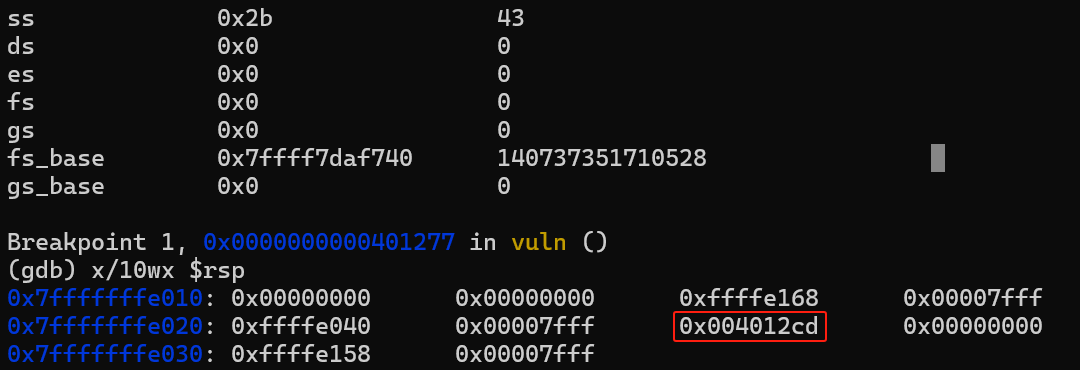 ss 0x2b 43
ds 0x0 0
es 0x0 0
fs 0x0 0
gs 0x0 0
fs_base 0x7ffff7daf740 140737351710528
gs_base 0x0 0
Breakpoint 1, 0x0000000000401277 in vuln ()
(gdb) x/10wx $rsp
0x7fffffffe010: 0x00000000 0x00000000 0xffffe168 0x00007fff
0x7fffffffe020: 0xffffe040 0x00007fff 0x004012cd 0x00000000
0x7fffffffe030: 0xffffe158 0x00007fff